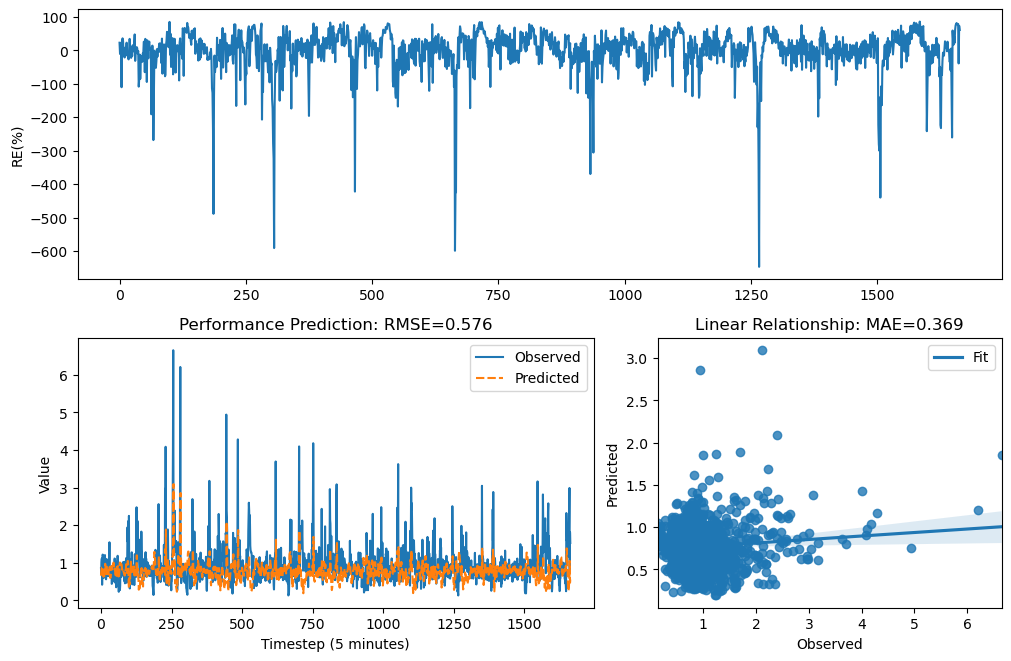 100
0
−100
−200
−300
−400
−500
−600
RE(%)
0 250 500 750 1000 1250 1500
Performance Prediction: RMSE=0.576
Observed
Predicted
6
5
4
3
2
1
0
Value
0 250 500 750 1000 1250 1500
Timestep (5 minutes)
Linear Relationship: MAE=0.369
Fit
3.0
2.5
2.0
1.5
1.0
0.5
Predicted
1 2 3 4 5 6
Observed